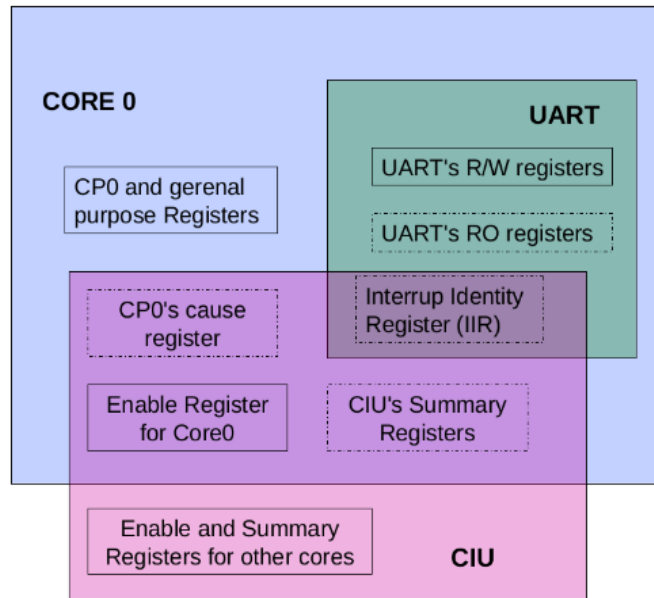 CORE 0
UART
CP0 and gerenal
purpose Registers
UART's R/W registers
UART's RO registers
CP0's cause
register
Interrup Identity
Register (IIR)
Enable Register
for Core0
CIU's Summary
Registers
Enable and Summary
Registers for other cores
CIU